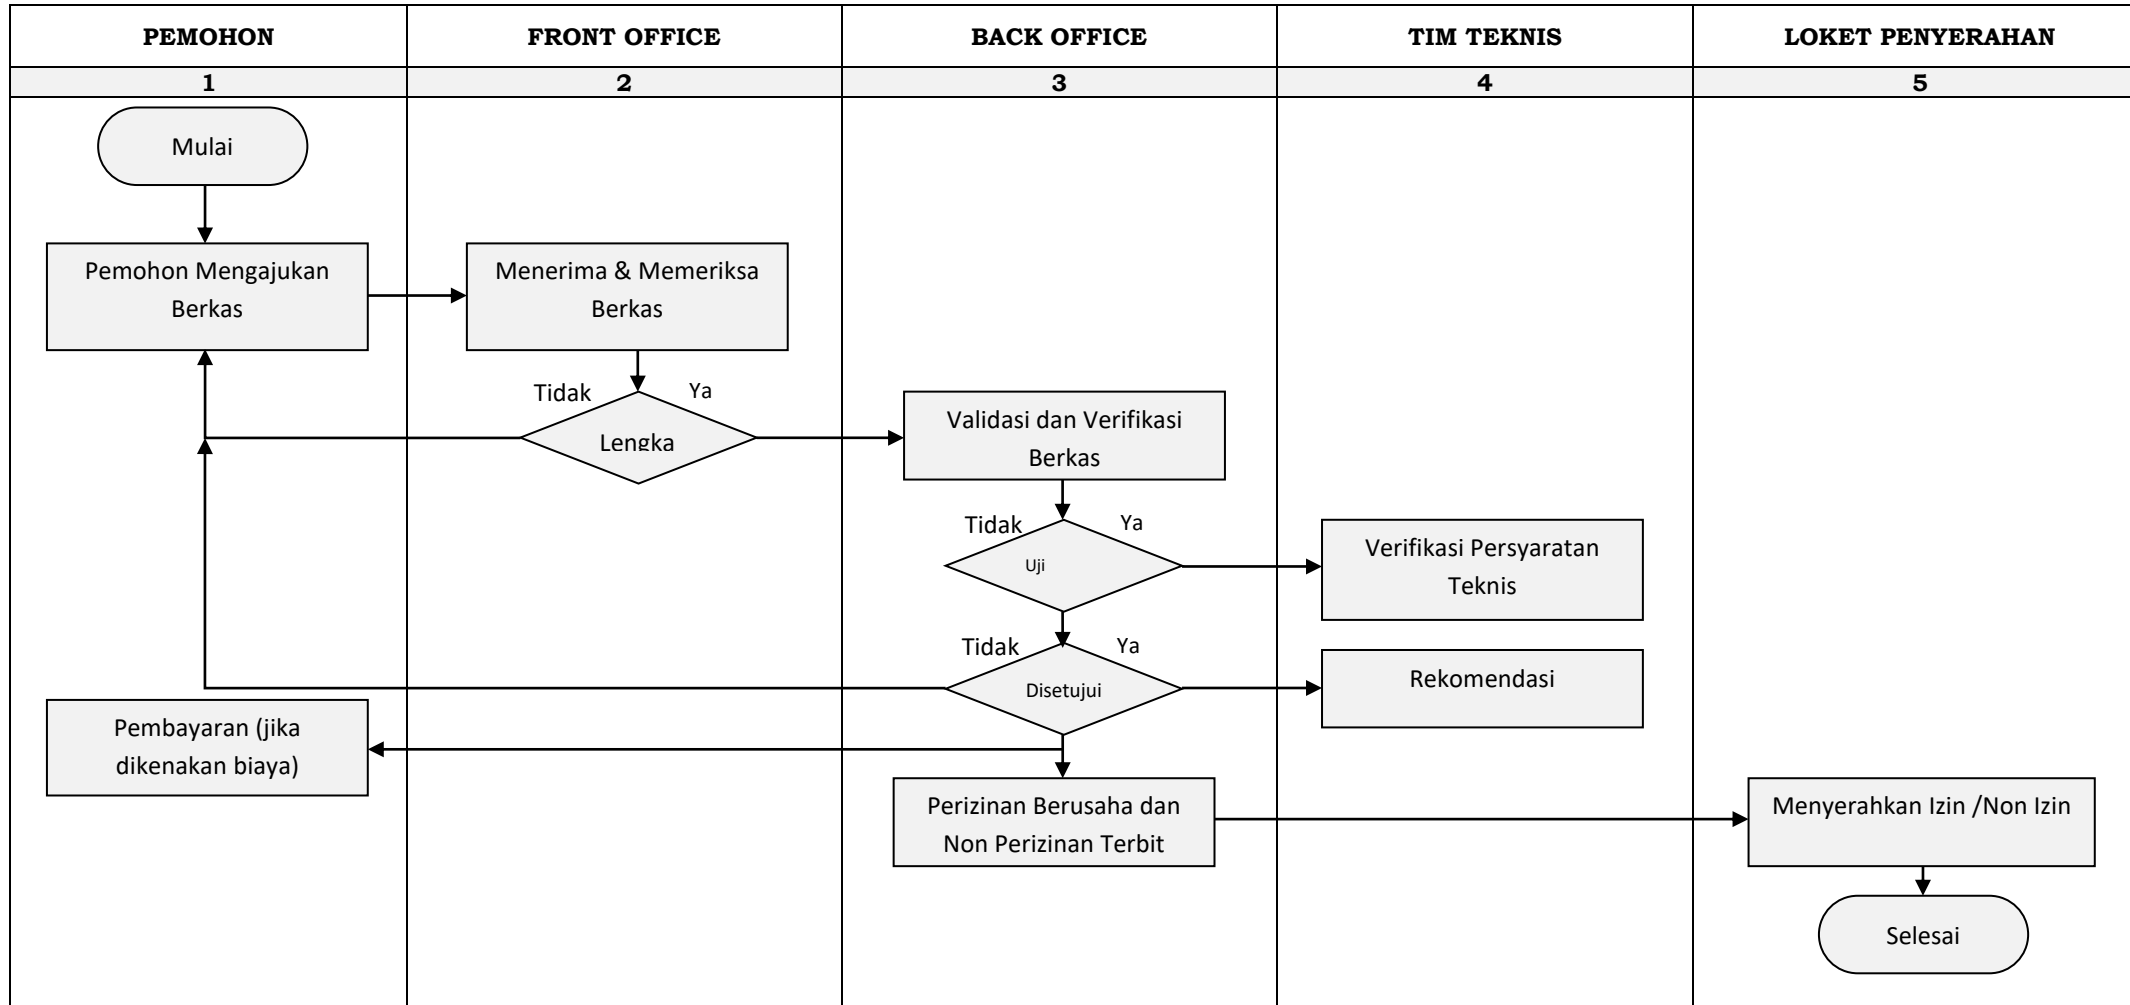 PEMOHON
FRONT OFFICE
BACK OFFICE
TIM TEKNIS
LOKET PENYERAHAN
1
2
3
4
5
Mulai
Pemohon Mengajukan
Berkas
Menerima & Memeriksa
Berkas
Tidak
Ya
Lengka
Validasi dan Verifikasi
Berkas
Tidak
Ya
Uji
Verifikasi Persyaratan
Teknis
Tidak
Ya
Disetujui
Rekomendasi
Pembayaran (jika
dikenakan biaya)
Perizinan Berusaha dan
Non Perizinan Terbit
Menyerahkan Izin /Non Izin
Selesai